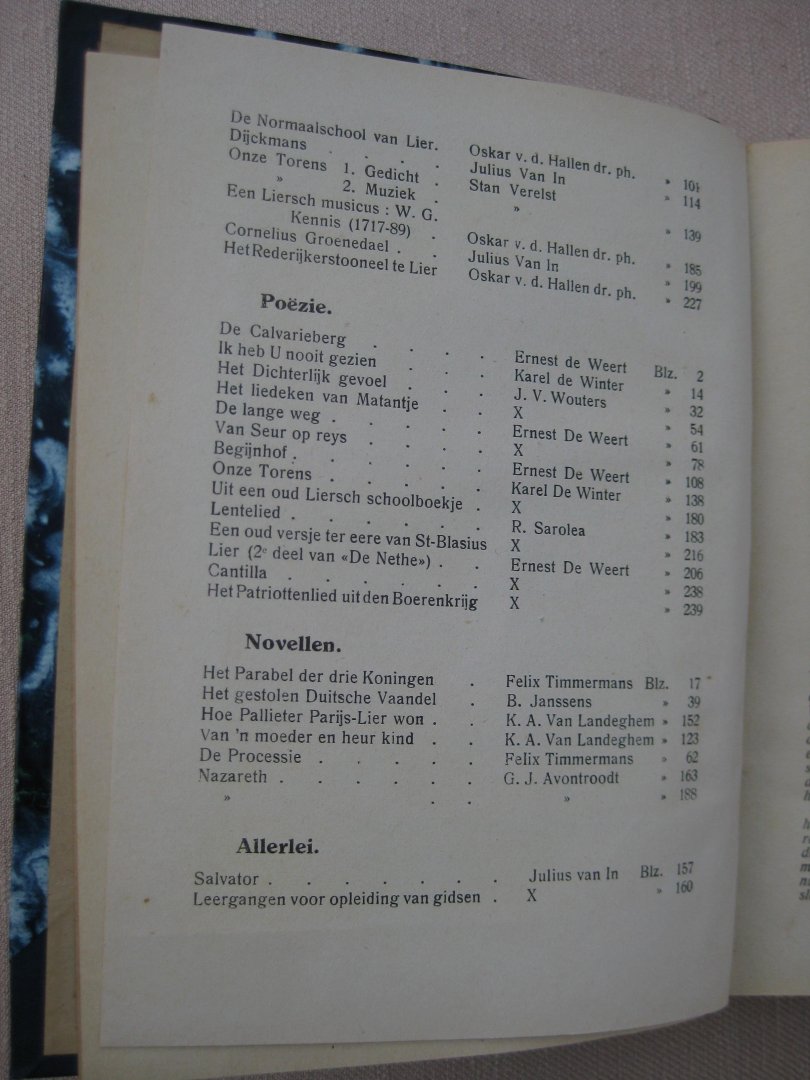 De Normaalschool van Lier. Oskar v. d. Hallen dr. ph. » 101
Dijckmans . . . . Julius Van In » 114
Onze Torens 1. Gedicht . Stan Verelst
» 2. Muziek . » » 139
Een Liersch musicus : W. G.
Kennis (1717-89) . Oskar v. d. Hallen dr. ph. » 185
Cornelius Groenedael . . Julius Van In » 199
Het Rederijkerstooneel te Lier Oskar v. d. Hallen dr. ph. » 227
Poëzie.
De Calvarieberg . . . . Ernest de Weert Blz. 2
Ik heb U nooit gezien . . . Karel de Winter » 14
Het Dichterlijk gevoel . . . J. V. Wouters » 32
Het liedeken van Matantje . . X » 54
De lange weg . . . . Ernest De Weert » 61
Van Seur op reys . . . . X » 78
Begijnhof . . . . . Ernest De Weert » 108
Onze Torens . . . . . Karel De Winter » 138
Uit een oud Liersch schoolboekje . X » 180
Lentelied . . . . . . R. Sarolea » 183
Een oud versje ter eere van St-Blasius X » 216
Lier (2e deel van «De Nethe») . . Ernest De Weert » 206
Cantilla . . . . . . X » 238
Het Patriottenlied uit den Boerenkrijg X » 239
Novellen.
Het Parabel der drie Koningen . Felix Timmermans Blz. 17
Het gestolen Duitsche Vaandel . B. Janssens » 39
Hoe Pallieter Parijs-Lier won . . K. A. Van Landeghem » 152
Van 'n moeder en heur kind . . K. A. Van Landeghem » 123
De Processie . . . . . Felix Timmermans » 62
Nazareth . . . . . . G. J. Avontroodt » 163
» . . » » 188
Allerlei.
Salvator . . . . . . . Julius van In Blz. 157
Leergangen voor opleiding van gidsen . X » 160